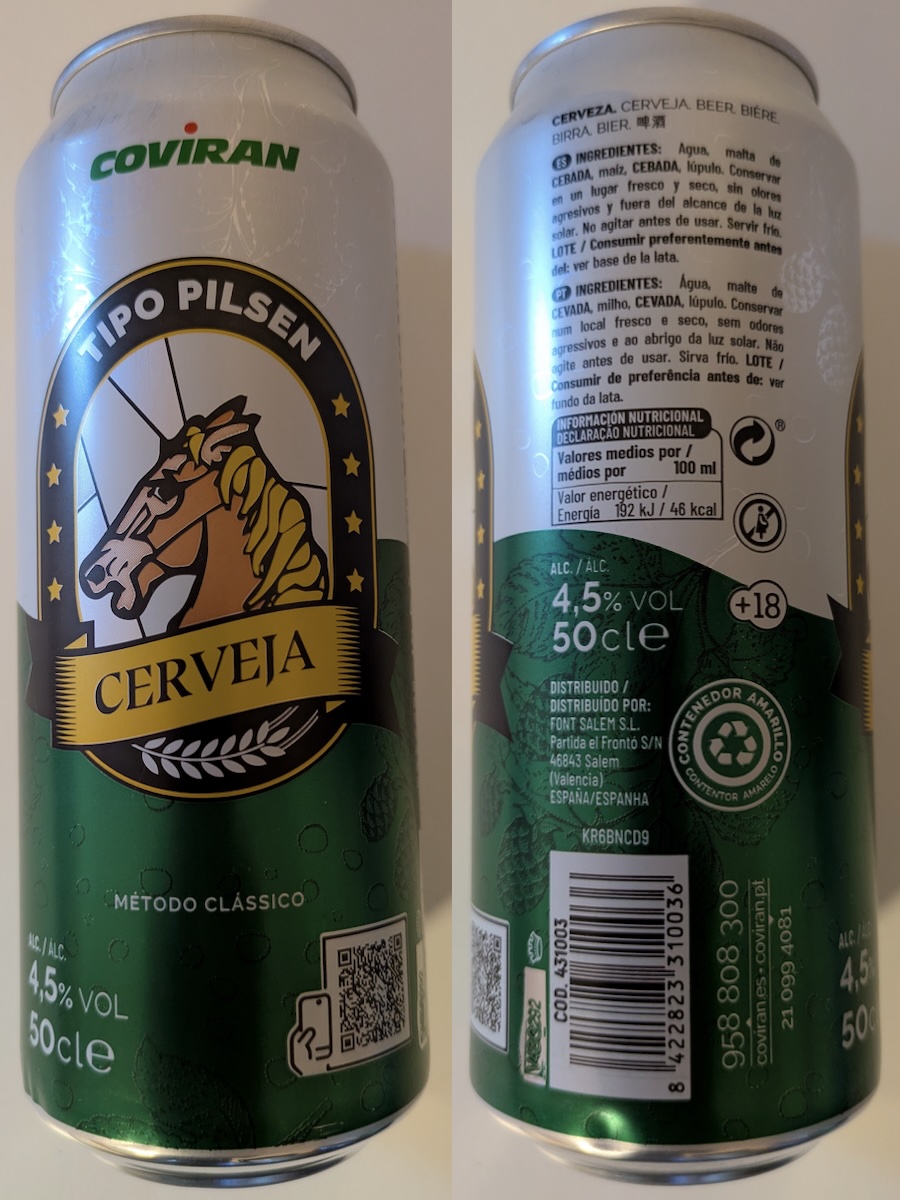 COVIRAN
TIPO PILSEN
CERVEJA
MÉTODO CLÁSSICO
ALC. / ALC.
4,5% VOL
50cle
CERVEZA. CERVEJA. BEER. BIÈRE.
BIRRA. BIER. 啤酒
ES INGREDIENTES: Agua, malta de
CEBADA, maíz, CEBADA, lúpulo. Conservar
en un lugar fresco y seco, sin olores
agresivos y fuera del alcance de la luz
solar. No agitar antes de usar. Servir frío.
LOTE / Consumir preferentemente antes
del: ver base de la lata.
PT INGREDIENTES: Água, malte de
CEVADA, milho, CEVADA, lúpulo. Conservar
num local fresco e seco, sem odores
agressivos e ao abrigo da luz solar. Não
agite antes de usar. Sirva frio. LOTE /
Consumir de preferência antes de: ver
fundo da lata.
INFORMACIÓN NUTRICIONAL
DECLARAÇÃO NUTRICIONAL
Valores medios por /
médios por 100 ml
Valor energético /
Energía 192 kJ / 46 kcal
®
ALC. / ALC.
4,5% VOL
50cle
+18
DISTRIBUIDO /
DISTRIBUÍDO POR:
FONT SALEM S.L.
Partida el Frontó S/N
46843 Salem
(Valencia)
ESPAÑA/ESPANHA
CONTENEDOR AMARILLO
CONTENTOR AMARELO
KR6BNCD9
COD. 431003
8 422823 310036
958 808 300
coviran.es • coviran.pt
21 099 4081
ALC. /
4,5%
50c